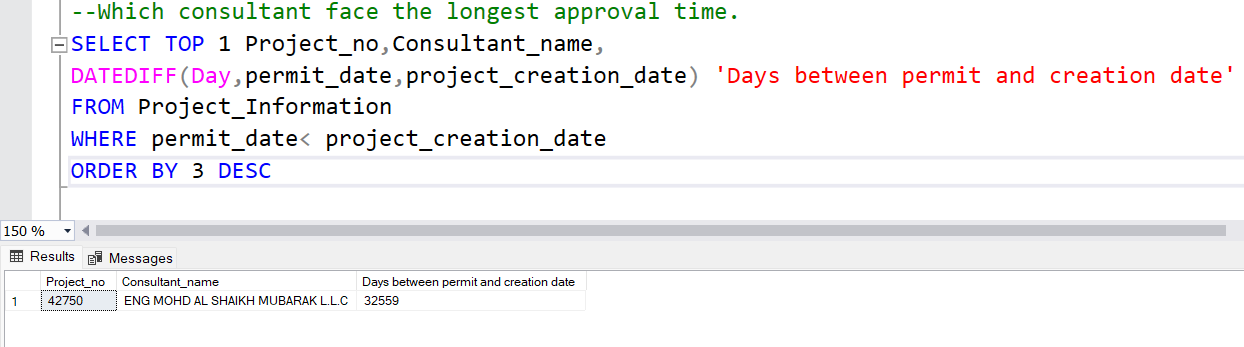 --Which consultant face the longest approval time.
SELECT TOP 1 Project_no,Consultant_name,
DATEDIFF(Day,permit_date,project_creation_date) 'Days between permit and creation date'
FROM Project_Information
WHERE permit_date< project_creation_date
ORDER BY 3 DESC
150 %
Results Messages
Project_no Consultant_name Days between permit and creation date
1 42750 ENG MOHD AL SHAIKH MUBARAK L.L.C 32559